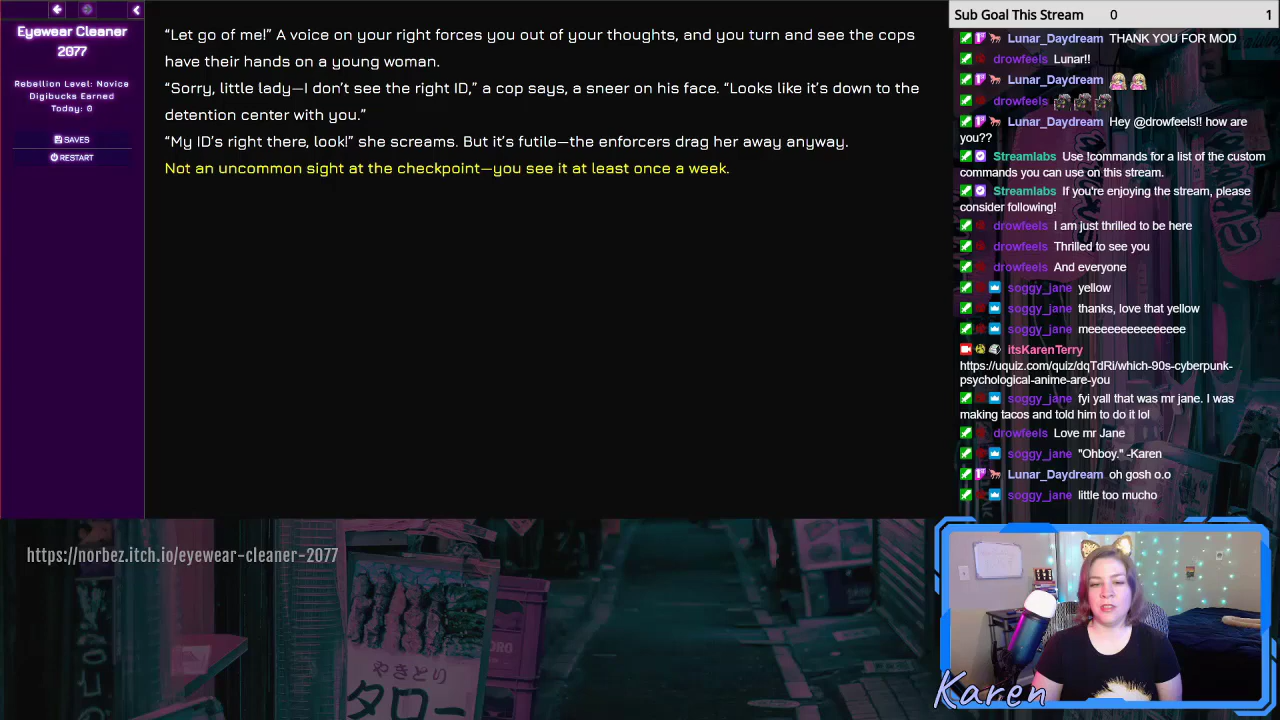 Eyewear Cleaner
2077
Rebellion Level: Novice
Digibucks Earned
Today: 0
SAVES
RESTART
“Let go of me!” A voice on your right forces you out of your thoughts, and you turn and see the cops
have their hands on a young woman.
“Sorry, little lady—I don’t see the right ID,” a cop says, a sneer on his face. “Looks like it’s down to the
detention center with you.”
“My ID’s right there, look!” she screams. But it’s futile—the enforcers drag her away anyway.
Not an uncommon sight at the checkpoint—you see it at least once a week.
https://norbez.itch.io/eyewear-cleaner-2077
やきとり
タロー
Sub Goal This Stream 0 1
Lunar_Daydream THANK YOU FOR MOD
drowfeels Lunar!!
Lunar_Daydream
drowfeels
Lunar_Daydream Hey @drowfeels!! how are
you??
Streamlabs Use !commands for a list of the custom
commands you can use on this stream.
Streamlabs If you're enjoying the stream, please
consider following!
drowfeels I am just thrilled to be here
drowfeels Thrilled to see you
drowfeels And everyone
soggy_jane yellow
soggy_jane thanks, love that yellow
soggy_jane meeeeeeeeeeeeeee
itsKarenTerry
https://uquiz.com/quiz/dqTdRi/which-90s-cyberpunk-
psychological-anime-are-you
soggy_jane fyi yall that was mr jane. I was
making tacos and told him to do it lol
drowfeels Love mr Jane
soggy_jane "Ohboy." -Karen
Lunar_Daydream oh gosh o.o
soggy_jane little too mucho
Karen